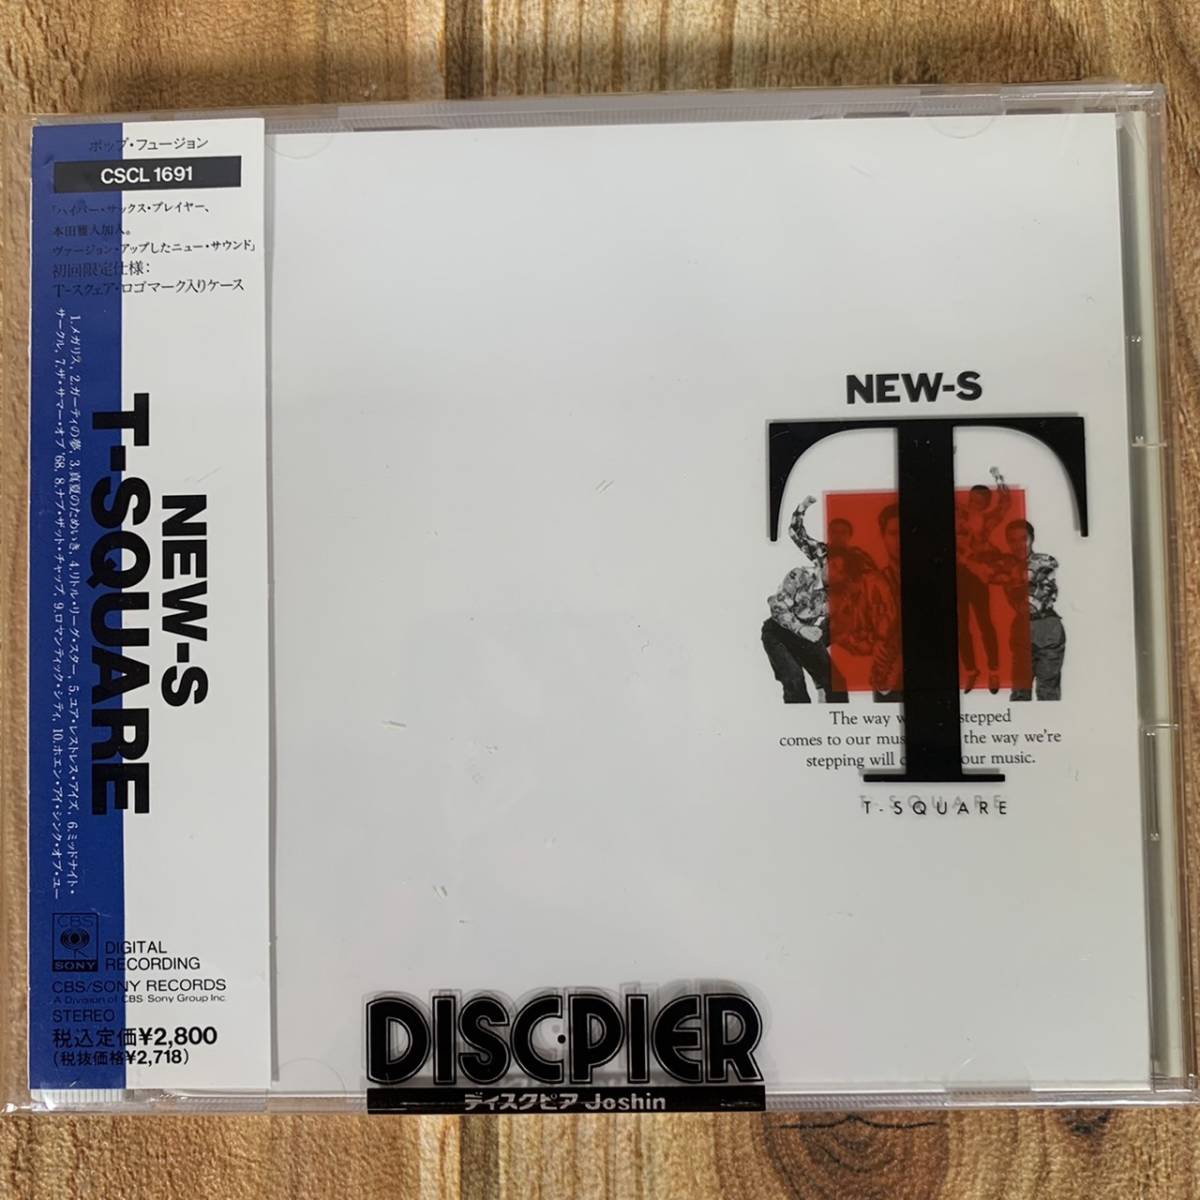 ポップ・フュージョン
CSCL 1691
「ハイパー・サックス・プレイヤー、
本田雅人加入。
ヴァージョン・アップしたニュー・サウンド」
初回限定仕様:
T-スクェア・ロゴマーク入りケース
NEW-S
T-SQUARE
1.メガリス, 2.ガーティの夢, 3.真夏のためいき, 4.リトル・リーグ・スター, 5.ユア・レストレス・アイズ, 6.ミッドナイト・
サークル, 7.ザ・サマー・オブ '68, 8.ナブ・ザット・チャップ, 9.ロマンティック・シティ, 10.ホエン・アイ・シンク・オブ・ユー
CBS
SONY
DIGITAL
RECORDING
CBS/SONY RECORDS
A Division of CBS Sony Group Inc.
STEREO
税込定価¥2,800
(税抜価格¥2,718)
NEW-S
T
The way stepped
comes to our the way we're
stepping will our music.
T-SQUARE
DISC·PIER
ディスクピア Joshin